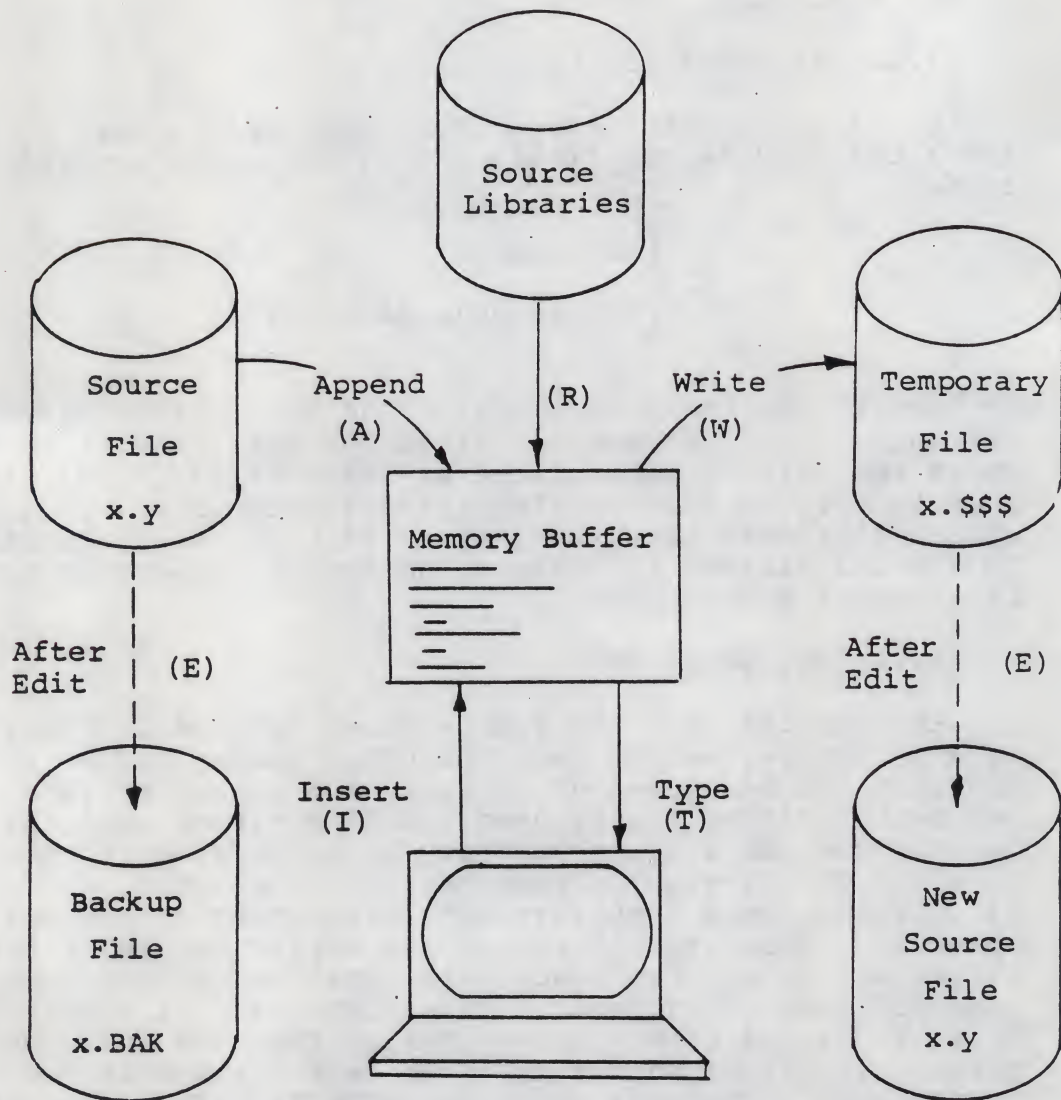 Source
Libraries
Source
File
x.y
Append
(A)
(R)
Write
(W)
Temporary
File
x.$$$
Memory Buffer
After
Edit
(E)
After
Edit
(E)
Insert
(I)
Type
(T)
Backup
File
x.BAK
New
Source
File
x.y